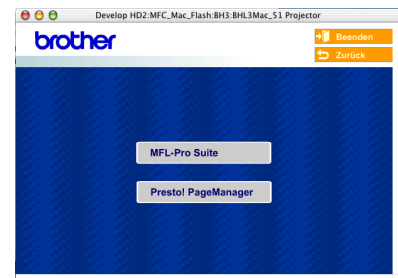 Develop HD2:MFC_Mac_Flash:BH3:BHL3Mac_51 Projector
brother
Beenden
Zurück
MFL-Pro Suite
Presto! PageManager